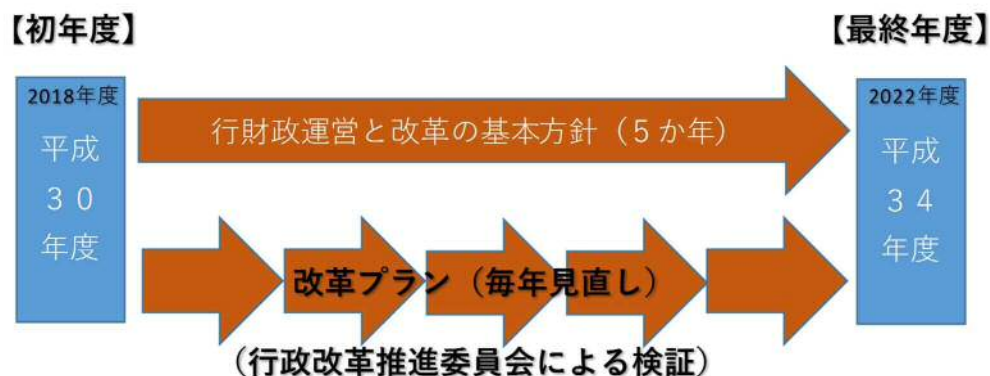 【初年度】
【最終年度】
2018年度
平成
３０
年度
行財政運営と改革の基本方針（５か年）
2022年度
平成
３４
年度
改革プラン（毎年見直し）
（行政改革推進委員会による検証）